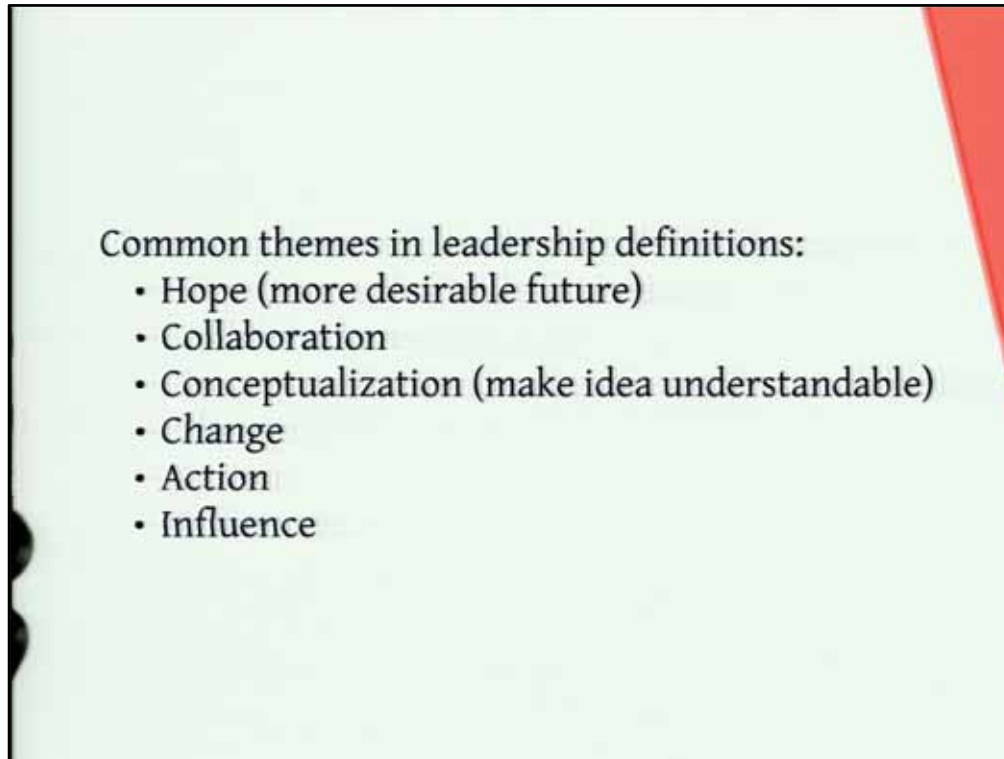 Common themes in leadership definitions:
• Hope (more desirable future)
• Collaboration
• Conceptualization (make idea understandable)
• Change
• Action
• Influence